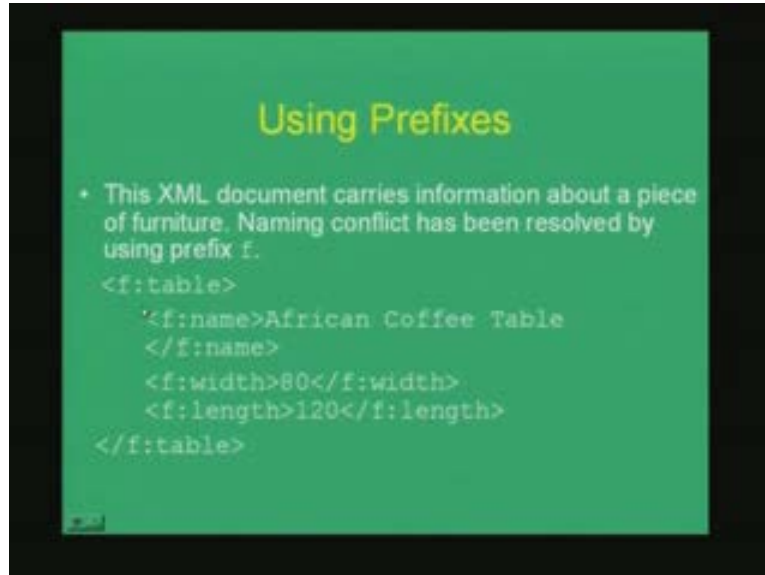 Using Prefixes
• This XML document carries information about a piece
of furniture. Naming conflict has been resolved by
using prefix f.
<f:table>
<f:name>African Coffee Table
</f:name>
<f:width>80</f:width>
<f:length>120</f:length>
</f:table>